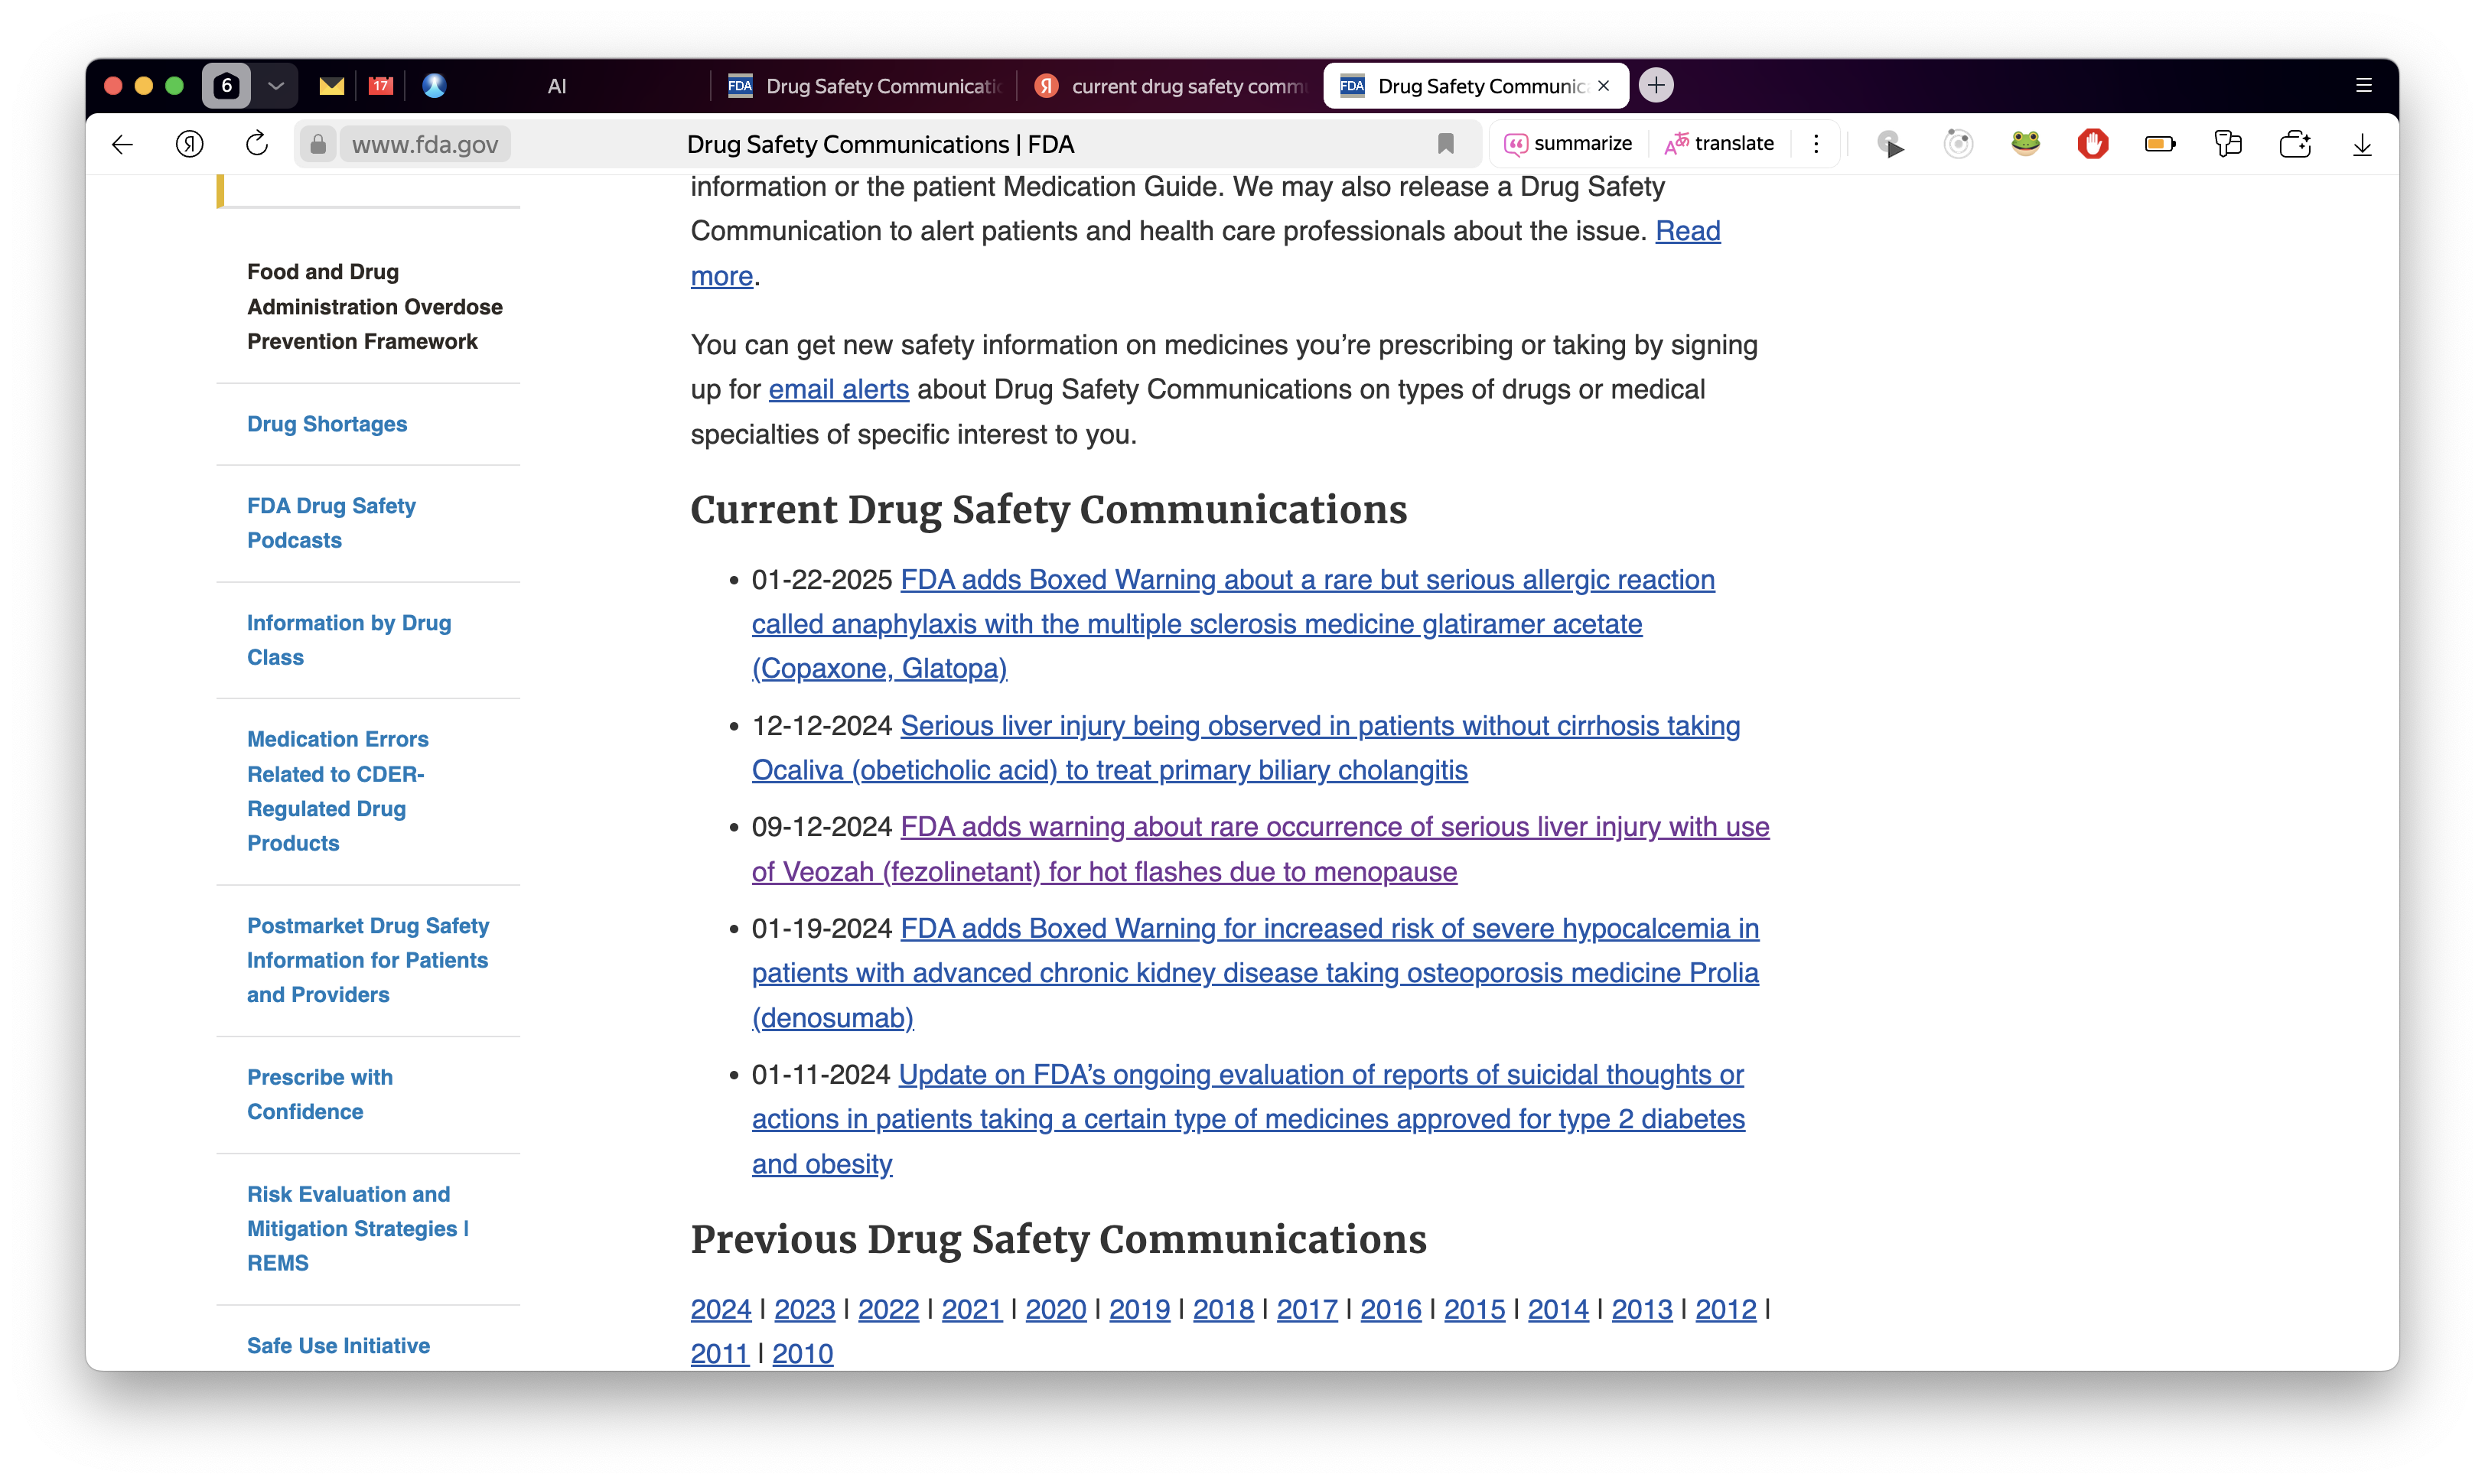 6
17
AI
FDA Drug Safety Communicatic
Я current drug safety comm
FDA Drug Safety Communic
Я
www.fda.gov
Drug Safety Communications | FDA
summarize
translate
information or the patient Medication Guide. We may also release a Drug Safety
Communication to alert patients and health care professionals about the issue. Read
more.
You can get new safety information on medicines you’re prescribing or taking by signing
up for email alerts about Drug Safety Communications on types of drugs or medical
specialties of specific interest to you.
Current Drug Safety Communications
• 01-22-2025 FDA adds Boxed Warning about a rare but serious allergic reaction
called anaphylaxis with the multiple sclerosis medicine glatiramer acetate
(Copaxone, Glatopa)
• 12-12-2024 Serious liver injury being observed in patients without cirrhosis taking
Ocaliva (obeticholic acid) to treat primary biliary cholangitis
• 09-12-2024 FDA adds warning about rare occurrence of serious liver injury with use
of Veozah (fezolinetant) for hot flashes due to menopause
• 01-19-2024 FDA adds Boxed Warning for increased risk of severe hypocalcemia in
patients with advanced chronic kidney disease taking osteoporosis medicine Prolia
(denosumab)
• 01-11-2024 Update on FDA’s ongoing evaluation of reports of suicidal thoughts or
actions in patients taking a certain type of medicines approved for type 2 diabetes
and obesity
Previous Drug Safety Communications
2024 | 2023 | 2022 | 2021 | 2020 | 2019 | 2018 | 2017 | 2016 | 2015 | 2014 | 2013 | 2012 |
2011 | 2010
Food and Drug
Administration Overdose
Prevention Framework
Drug Shortages
FDA Drug Safety
Podcasts
Information by Drug
Class
Medication Errors
Related to CDER-
Regulated Drug
Products
Postmarket Drug Safety
Information for Patients
and Providers
Prescribe with
Confidence
Risk Evaluation and
Mitigation Strategies |
REMS
Safe Use Initiative